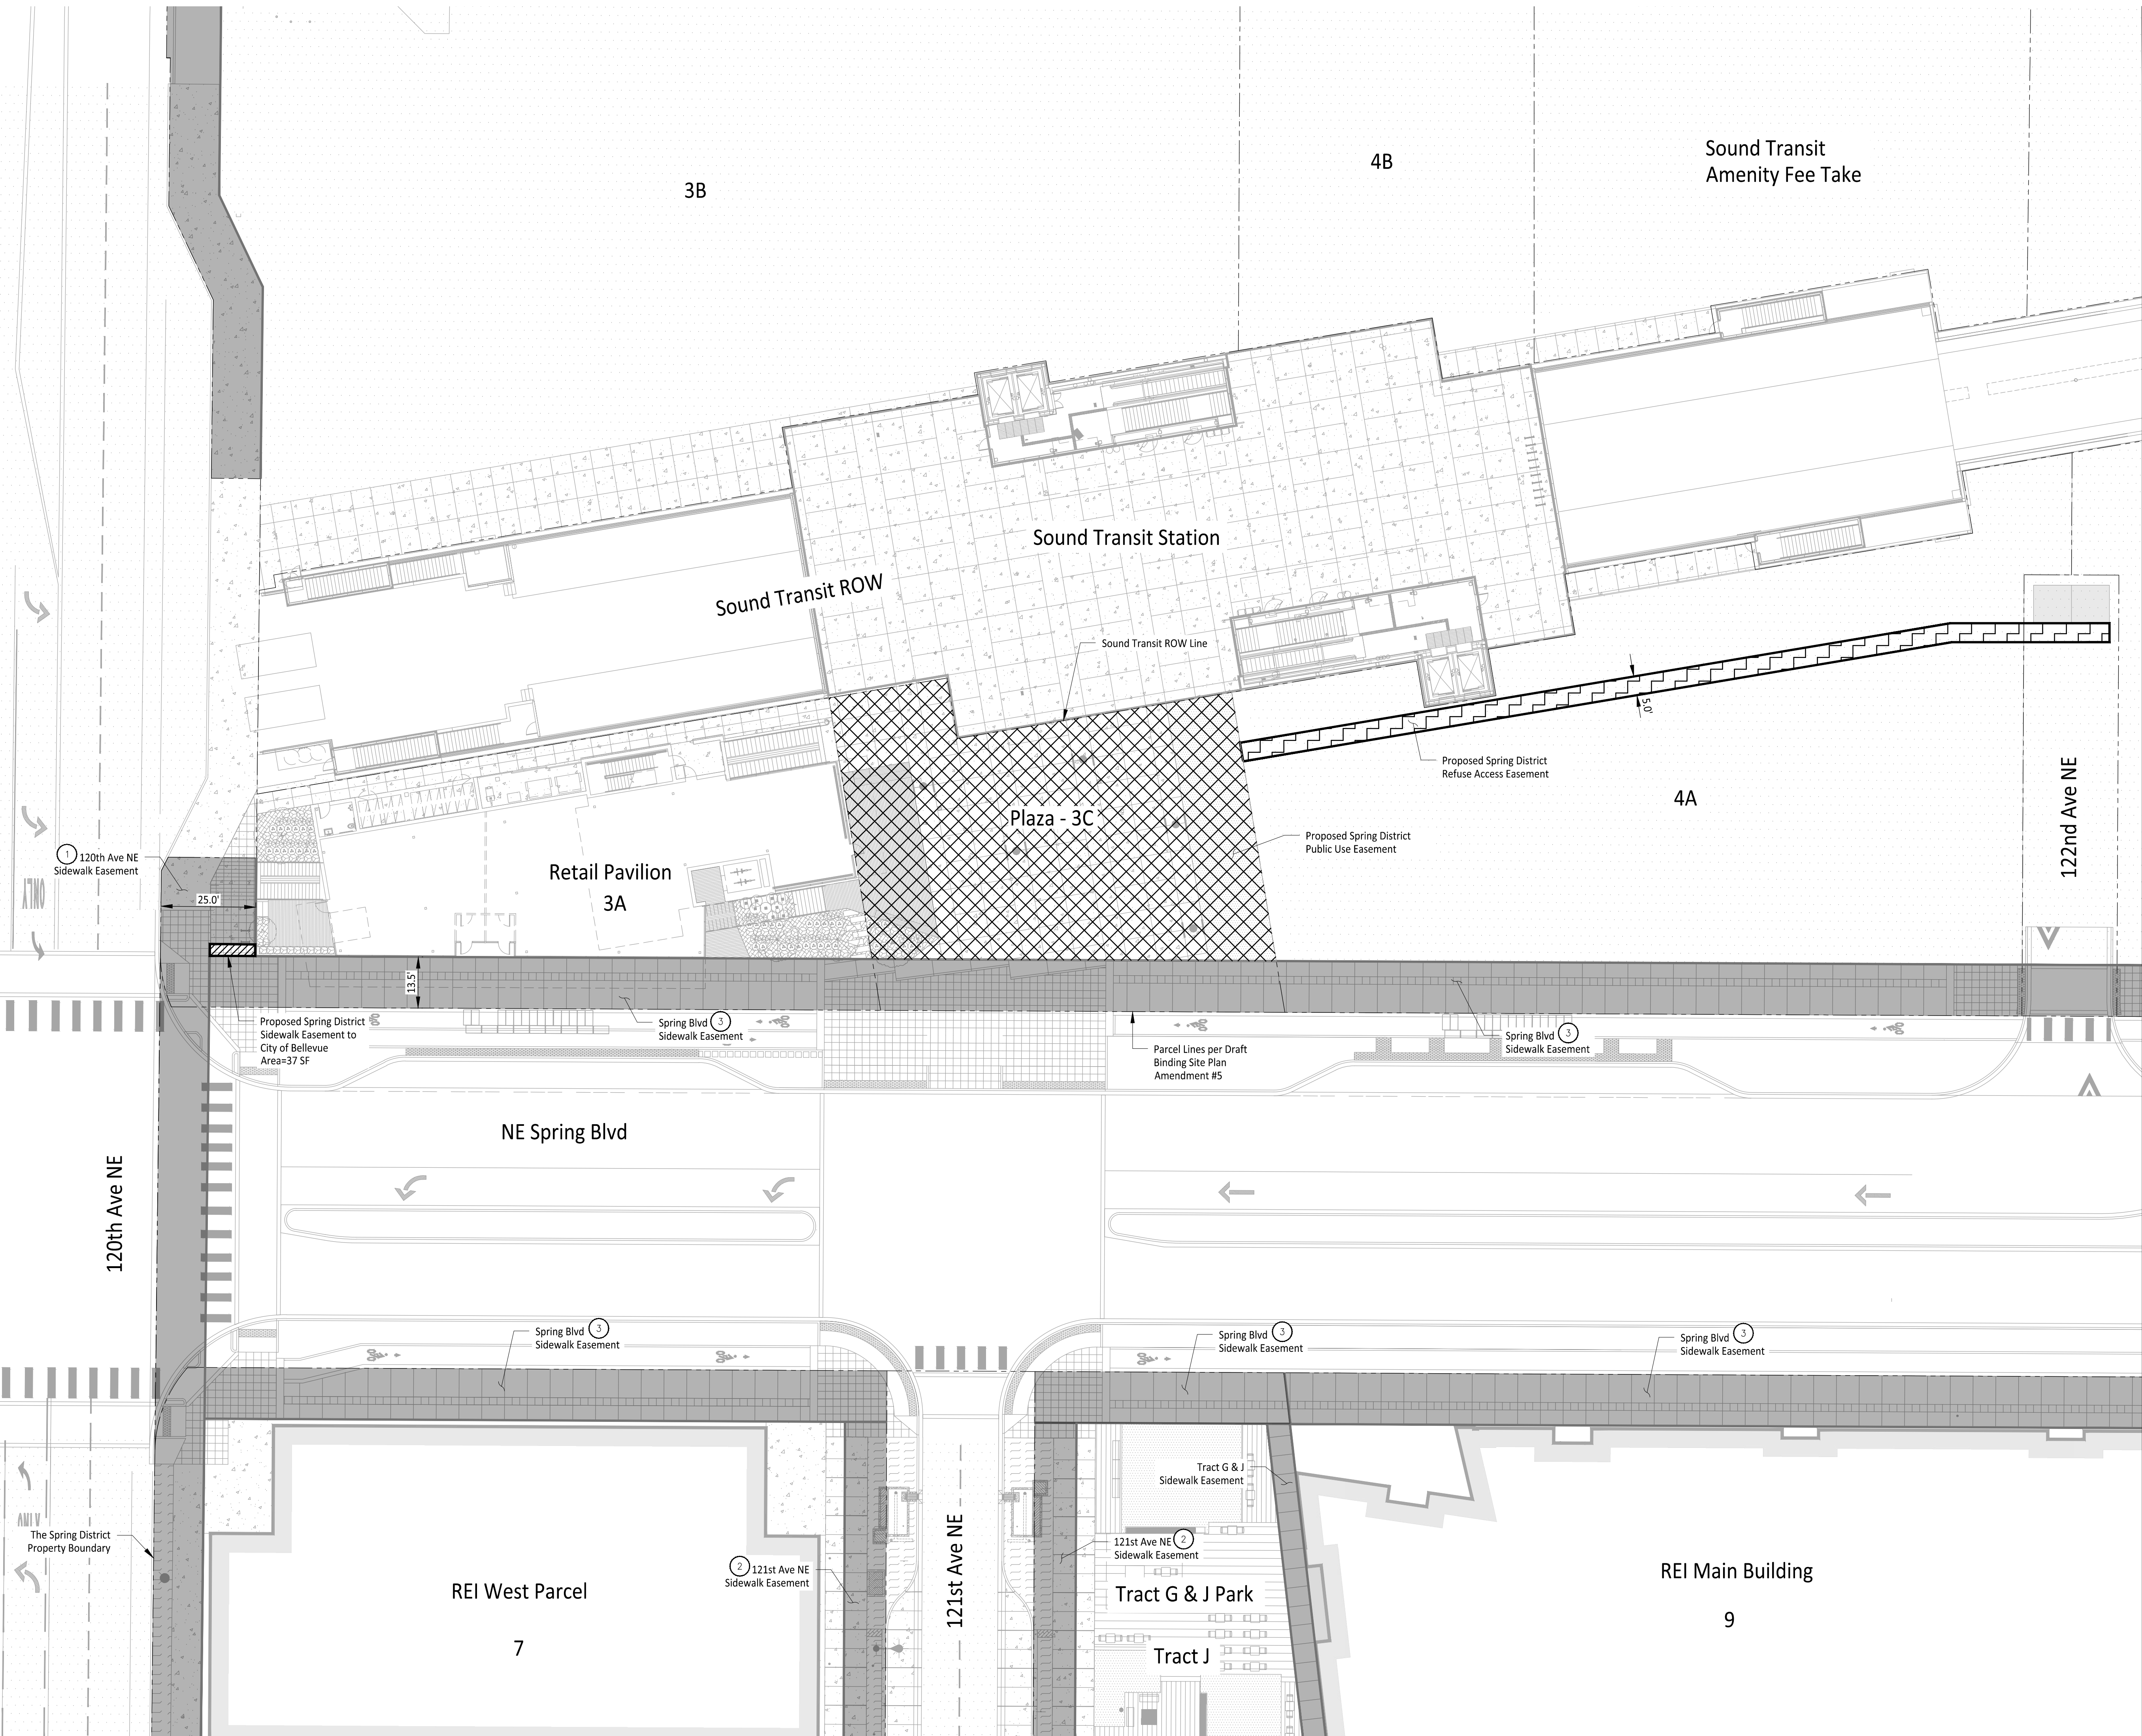 3B
4B
Sound Transit
Amenity Fee Take
Sound Transit Station
Sound Transit ROW
Sound Transit ROW Line
5.0'
Proposed Spring District
Refuse Access Easement
4A
122nd Ave NE
Plaza - 3C
Proposed Spring District
Public Use Easement
1 120th Ave NE
Sidewalk Easement
25.0'
ONLY
Retail Pavilion
3A
13.5'
Proposed Spring District
Sidewalk Easement to
City of Bellevue
Area=37 SF
Spring Blvd 3
Sidewalk Easement
Parcel Lines per Draft
Binding Site Plan
Amendment #5
Spring Blvd 3
Sidewalk Easement
NE Spring Blvd
120th Ave NE
Spring Blvd 3
Sidewalk Easement
Spring Blvd 3
Sidewalk Easement
Spring Blvd 3
Sidewalk Easement
Tract G & J
Sidewalk Easement
ONLY
The Spring District
Property Boundary
2 121st Ave NE
Sidewalk Easement
121st Ave NE 2
Sidewalk Easement
121st Ave NE
REI West Parcel
7
Tract G & J Park
Tract J
REI Main Building
9